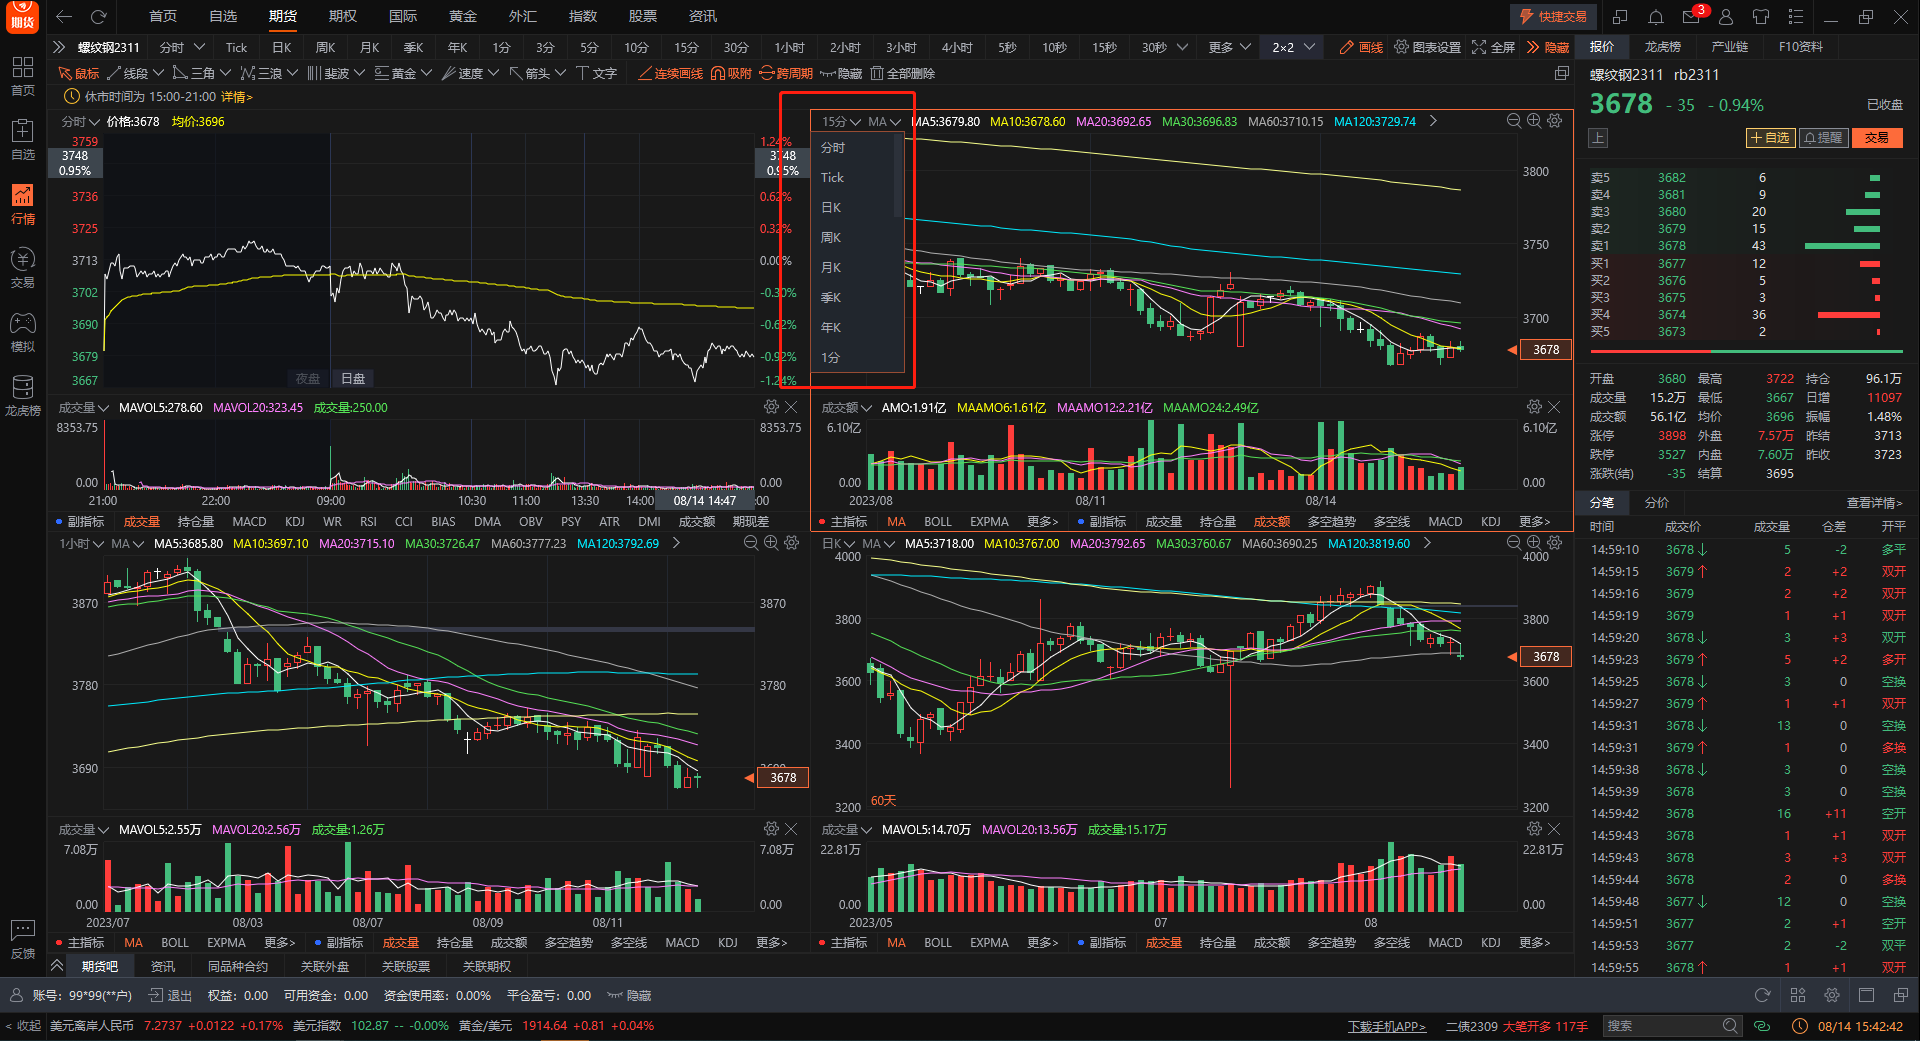 期货
首页 自选 期货 期权 国际 黄金 外汇 指数 股票 资讯
快捷交易 3
螺纹钢2311 分时 Tick 日K 周K 月K 季K 年K 1分 3分 5分 10分 15分 30分 1小时 2小时 3小时 4小时 5秒 10秒 15秒 30秒 更多 2×2 画线 图表设置 全屏 隐藏
鼠标 线段 三角 三浪 斐波 黄金 速度 箭头 文字 连续画线 吸附 跨周期 隐藏 全部删除
休市时间为 15:00-21:00 详情>
首页
自选
行情
交易
模拟
龙虎榜
反馈
分时 价格:3678 均价:3696
3759 1.24%
3748 3748
0.95% 0.95%
3736 0.62%
3725 0.32%
3713 0.00%
3702 -0.30%
3690 -0.62%
3679 -0.92%
3667 -1.24%
夜盘 日盘
成交量 MAVOL5:278.60 MAVOL20:323.45 成交量:250.00
8353.75 8353.75
0.00 0.00
21:00 22:00 09:00 10:30 11:00 13:30 14:00 08/14 14:47 :00
副指标 成交量 持仓量 MACD KDJ WR RSI CCI BIAS DMA OBV PSY ATR DMI 成交额 期现差
15分 MA MA5:3679.80 MA10:3678.60 MA20:3692.65 MA30:3696.83 MA60:3710.15 MA120:3729.74
分时
Tick
日K
周K
月K
季K
年K
1分
3800
3750
3700
3678
成交额 AMO:1.91亿 MAAMO6:1.61亿 MAAMO12:2.21亿 MAAMO24:2.49亿
6.10亿 6.10亿
0.00 0.00
2023/08 08/11 08/14
主指标 MA BOLL EXPMA 更多> 副指标 成交量 持仓量 成交额 多空趋势 多空线 MACD KDJ 更多>
1小时 MA MA5:3685.80 MA10:3697.10 MA20:3715.10 MA30:3726.47 MA60:3777.23 MA120:3792.69
3870 3870
3780 3780
3690 3690
3678
成交量 MAVOL5:2.55万 MAVOL20:2.56万 成交量:1.26万
7.08万 7.08万
0.00 0.00
2023/07 08/03 08/07 08/09 08/11
主指标 MA BOLL EXPMA 更多> 副指标 成交量 持仓量 成交额 多空趋势 多空线 MACD KDJ 更多>
日K MA MA5:3718.00 MA10:3767.00 MA20:3792.65 MA30:3760.67 MA60:3690.25 MA120:3819.60
4000 4000
3800 3800
3678
3600 3600
3400 3400
3200 3200
60天
成交量 MAVOL5:14.70万 MAVOL20:13.56万 成交量:15.17万
22.81万 22.81万
0.00 0.00
2023/05 07 08
主指标 MA BOLL EXPMA 更多> 副指标 成交量 持仓量 成交额 多空趋势 多空线 MACD KDJ 更多>
报价 龙虎榜 产业链 F10资料
螺纹钢2311 rb2311
3678 - 35 - 0.94% 已收盘
上 +自选 提醒 交易
卖5 3682 6
卖4 3681 9
卖3 3680 20
卖2 3679 15
卖1 3678 43
买1 3677 12
买2 3676 5
买3 3675 3
买4 3674 36
买5 3673 2
开盘 3680 最高 3722 持仓 96.1万
成交量 15.2万 最低 3667 日增 11097
成交额 56.1亿 均价 3696 振幅 1.48%
涨停 3898 外盘 7.57万 昨结 3713
跌停 3527 内盘 7.60万 昨收 3723
涨跌(结) -35 结算 3695
分笔 分价 查看详情>
时间 成交价 成交量 仓差 开平
14:59:10 3678↓ 5 -2 多平
14:59:15 3679↑ 2 +2 双开
14:59:16 3679 2 +2 双开
14:59:19 3679 1 +1 双开
14:59:20 3678↓ 3 +3 双开
14:59:23 3679↑ 5 +2 多开
14:59:25 3678↓ 3 0 空换
14:59:27 3679↑ 1 +1 双开
14:59:31 3678↓ 13 0 空换
14:59:31 3679↑ 1 0 多换
14:59:38 3678↓ 3 0 空换
14:59:39 3678 3 0 空换
14:59:42 3678 16 +11 空开
14:59:43 3678 1 +1 双开
14:59:43 3678 3 +3 双开
14:59:44 3678 2 0 多换
14:59:48 3677↓ 12 0 空换
14:59:51 3677 2 +1 空开
14:59:53 3677 2 -2 双平
14:59:55 3678↑ 1 +1 双开
期货吧 资讯 同品种合约 关联外盘 关联股票 关联期权
账号: 99*99(**户) 退出 权益: 0.00 可用资金: 0.00 资金使用率: 0.00% 平仓盈亏: 0.00 隐藏
< 收起 美元离岸人民币 7.2737 +0.0122 +0.17% 美元指数 102.87 -- -0.00% 黄金/美元 1914.64 +0.81 +0.04% 下载手机APP> 二债2309 大笔开多 117手 搜索 08/14 15:42:42